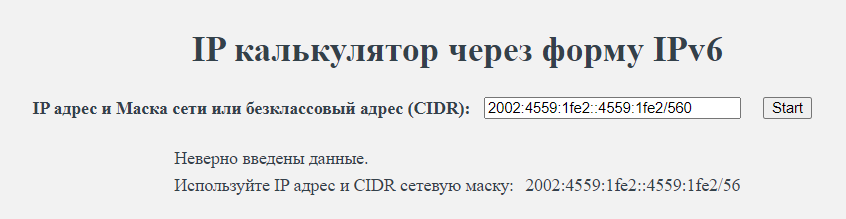 IP калькулятор через форму IPv6
IP адрес и Маска сети или безклассовый адрес (CIDR): 2002:4559:1fe2::4559:1fe2/560 Start
Неверно введены данные.
Используйте IP адрес и CIDR сетевую маску: 2002:4559:1fe2::4559:1fe2/56